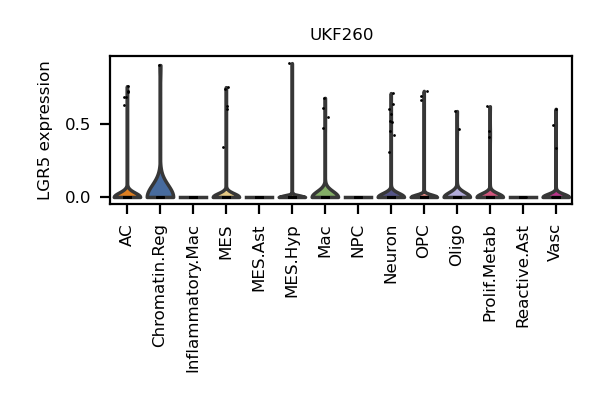 UKF260
LGR5 expression
0.5
0.0
AC
Chromatin.Reg
Inflammatory.Mac
MES
MES.Ast
MES.Hyp
Mac
NPC
Neuron
OPC
Oligo
Prolif.Metab
Reactive.Ast
Vasc